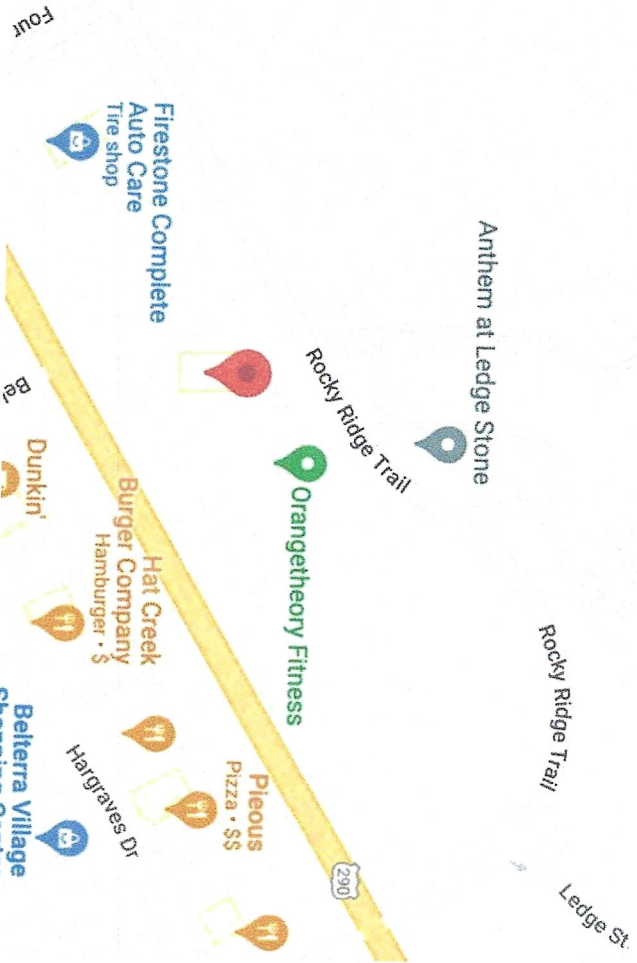 Ledge St
Rocky Ridge Trail
Anthem at Ledge Stone
Rocky Ridge Trail
290
Orangetheory Fitness
Pieous
Pizza · $$
Firestone Complete
Auto Care
Tire shop
Hat Creek
Burger Company
Hamburger · $
Hargraves Dr
Four
Dunkin'
Bel
Belterra Village